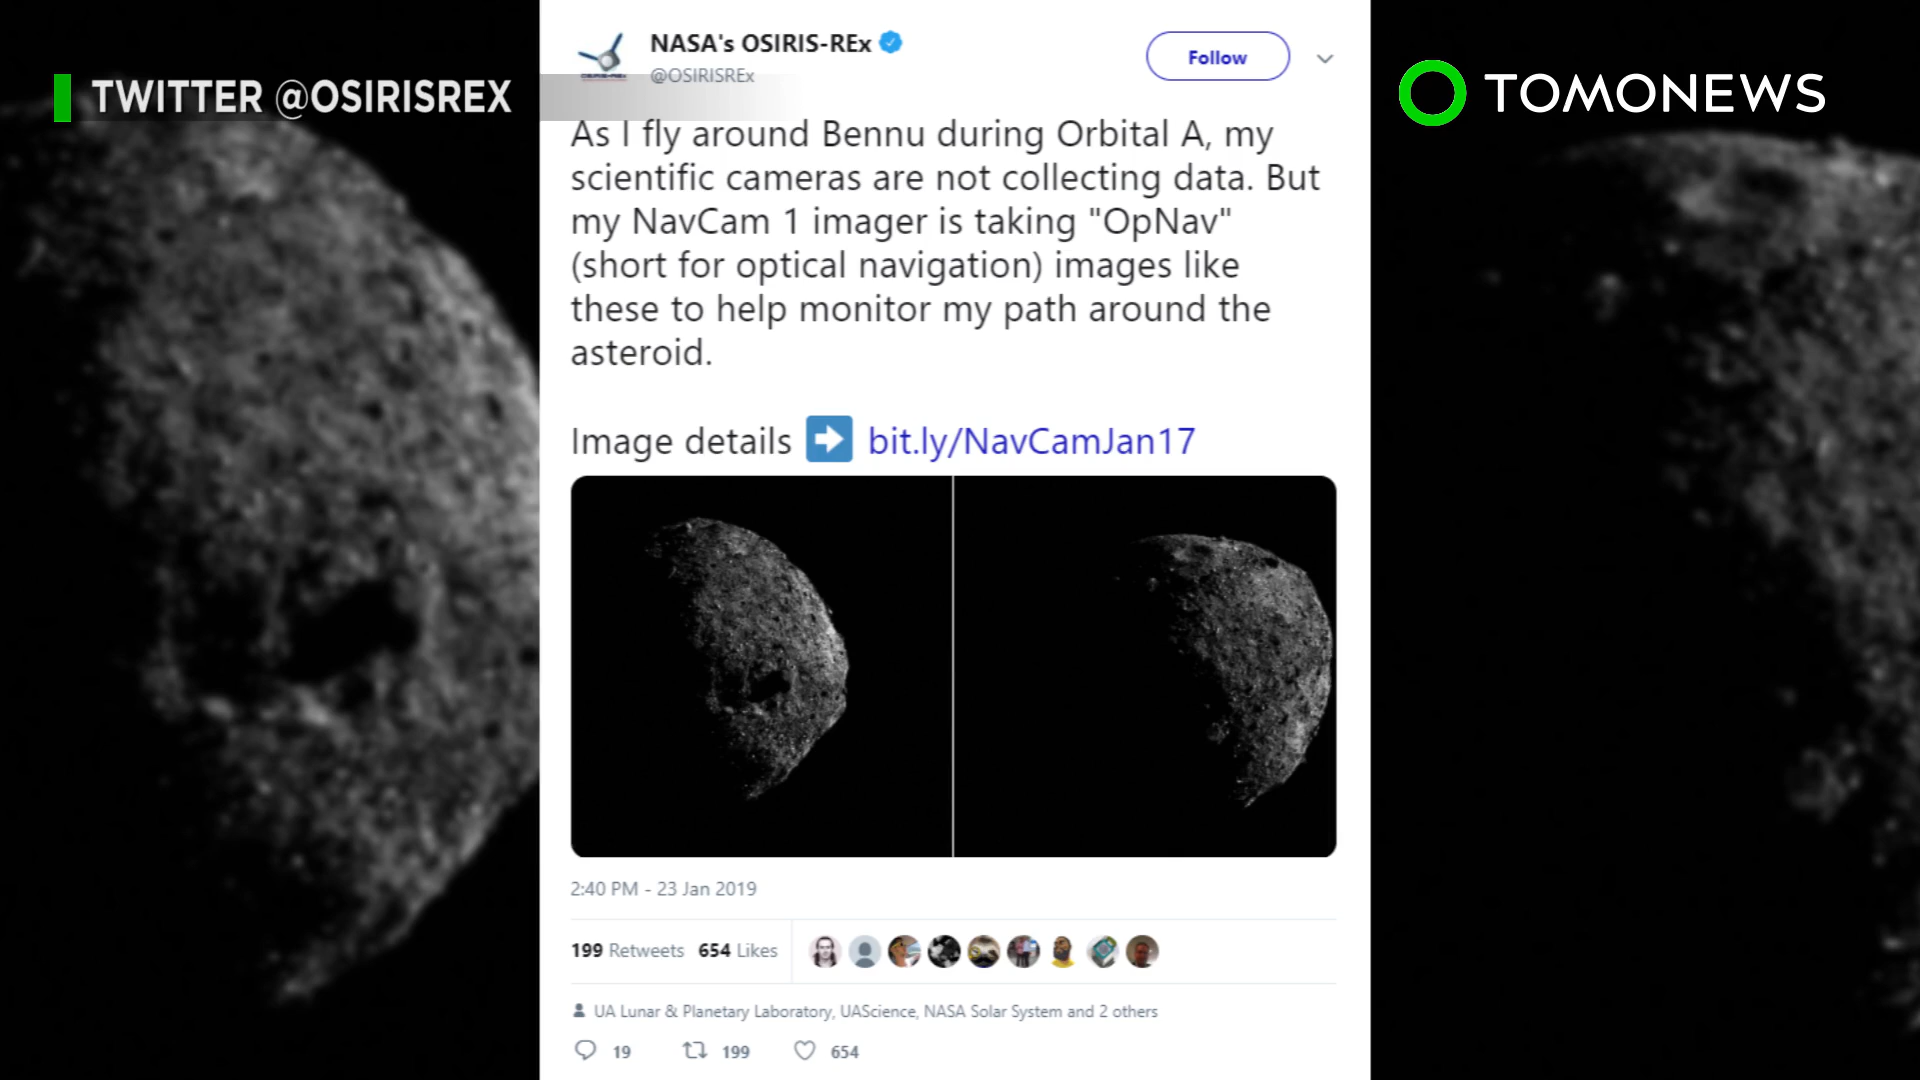 TWITTER @OSIRISREX
TOMONEWS
NASA's OSIRIS-REx
@OSIRISREx
Follow
As I fly around Bennu during Orbital A, my
scientific cameras are not collecting data. But
my NavCam 1 imager is taking "OpNav"
(short for optical navigation) images like
these to help monitor my path around the
asteroid.
Image details ➡ bit.ly/NavCamJan17
2:40 PM - 23 Jan 2019
199 Retweets 654 Likes
UA Lunar & Planetary Laboratory, UAScience, NASA Solar System and 2 others
19 199 654